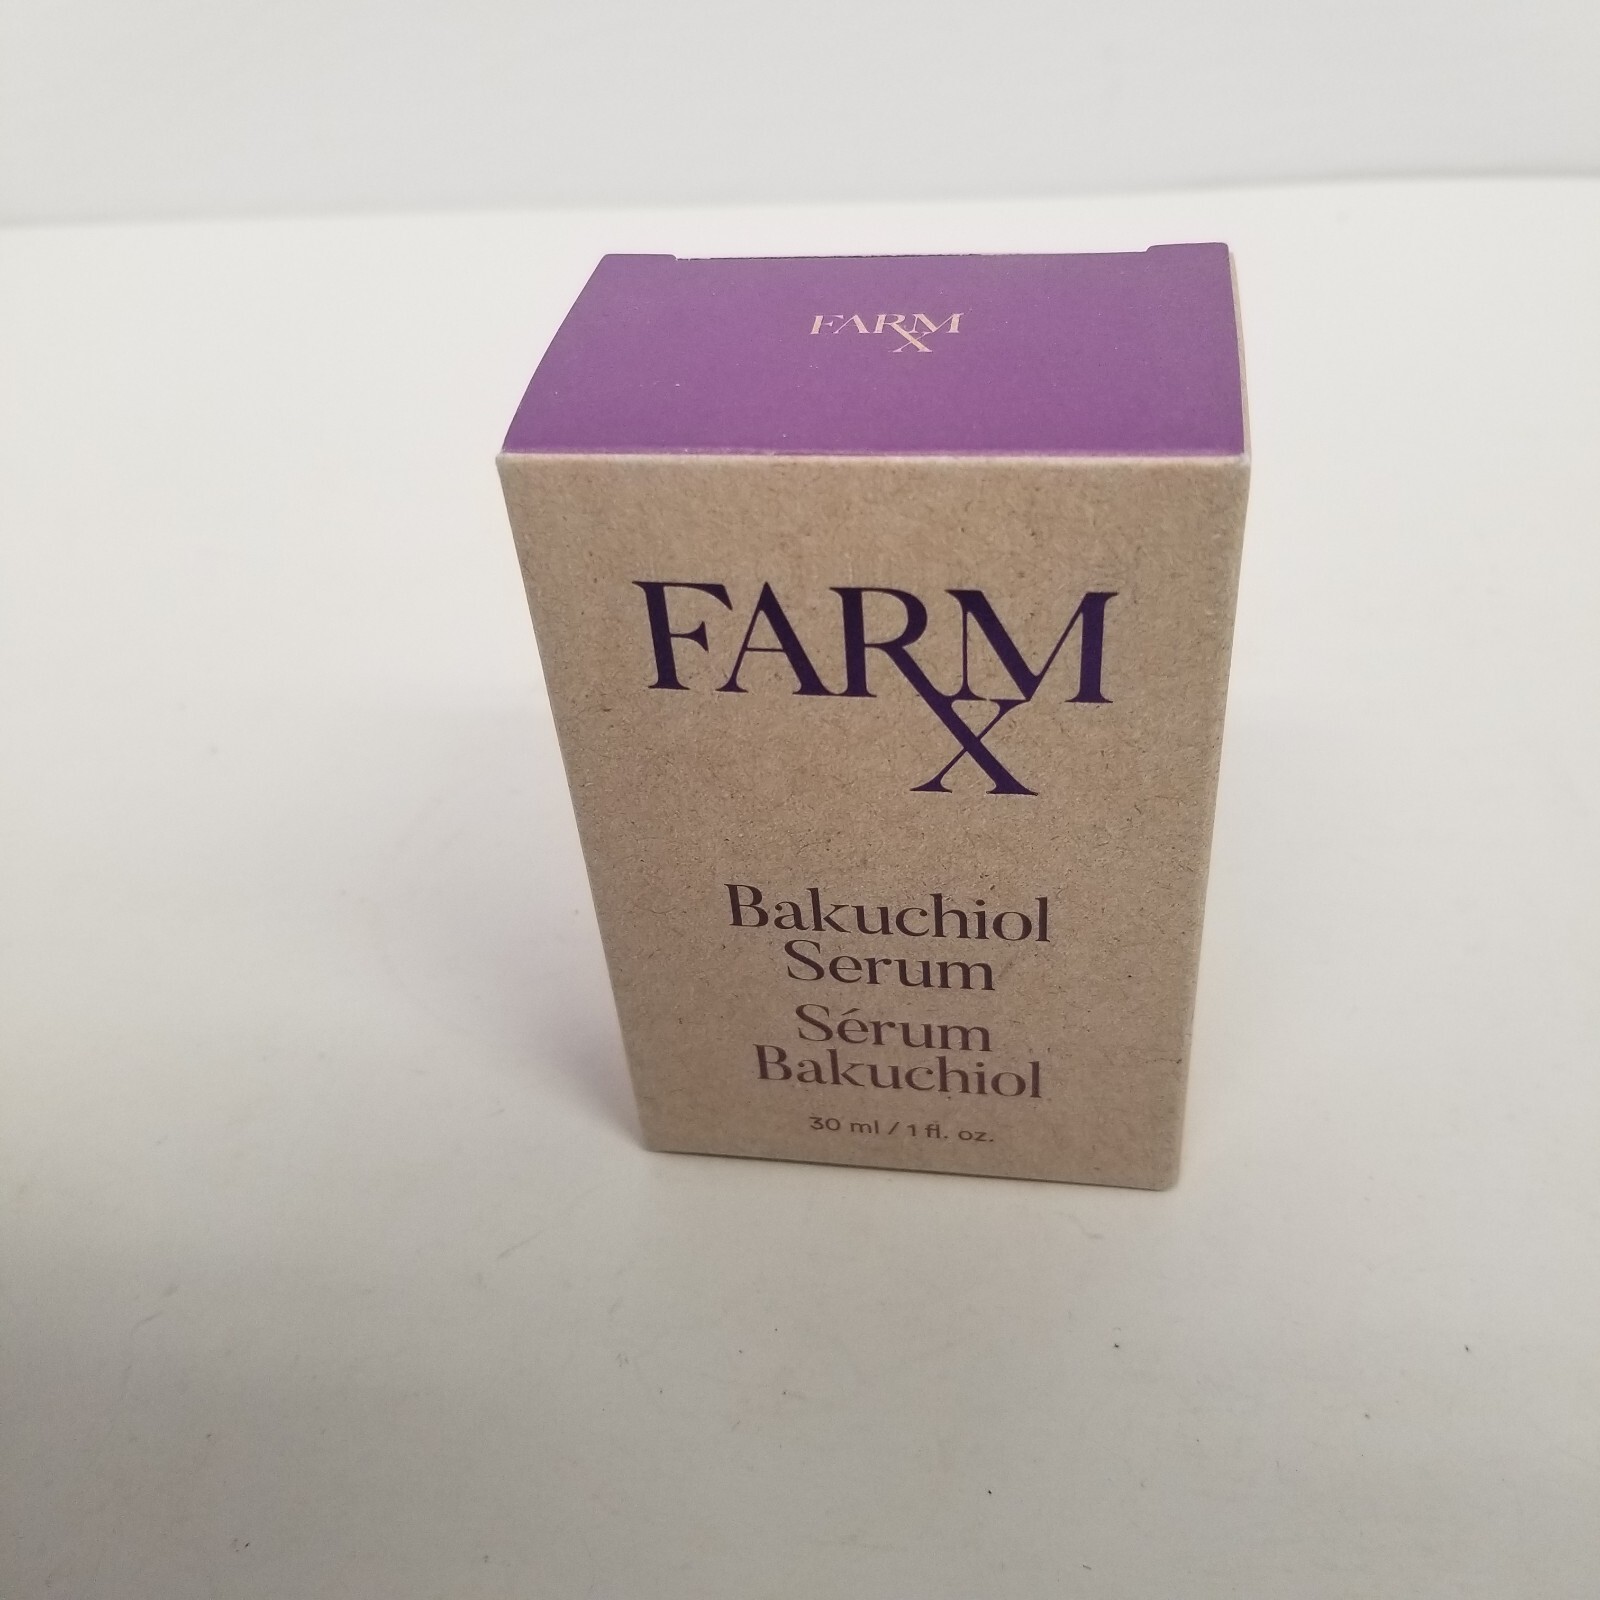 FARM
X
FARM
X
Bakuchiol
Serum
Sérum
Bakuchiol
30 ml / 1 fl. oz.